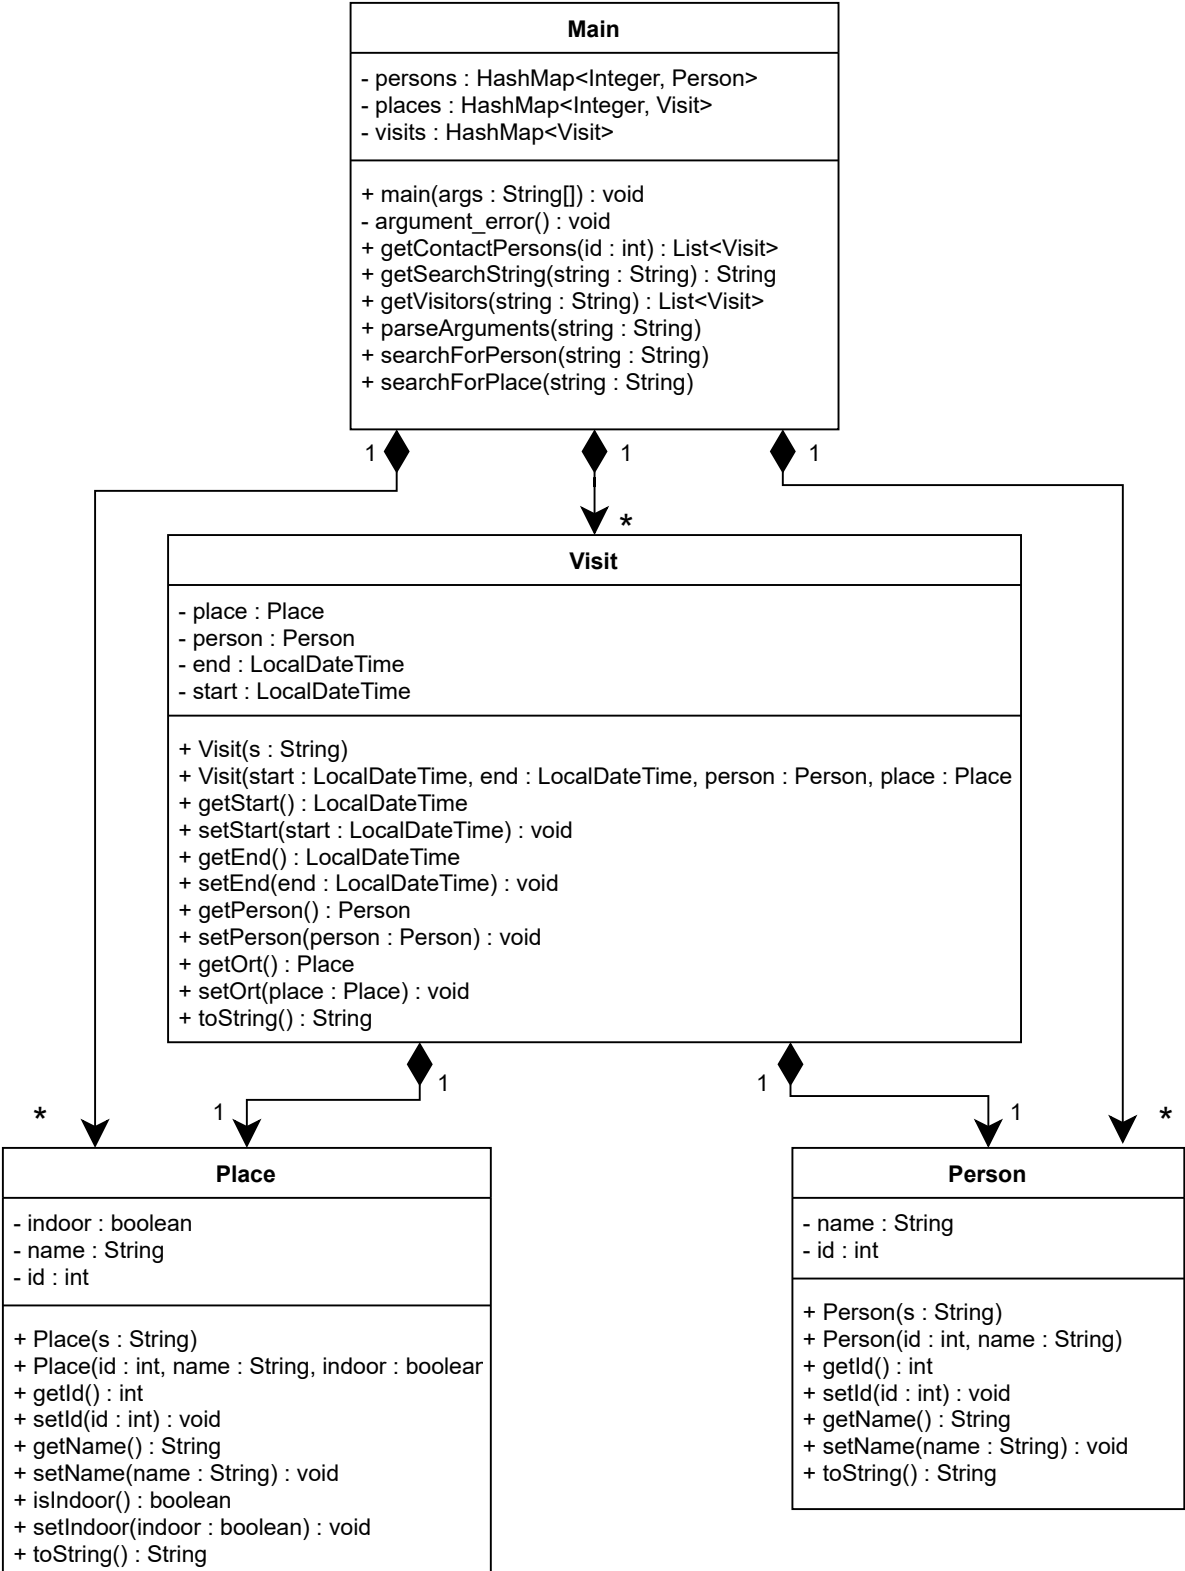 Main
- persons : HashMap<Integer, Person>
- places : HashMap<Integer, Visit>
- visits : HashMap<Visit>
+ main(args : String[]) : void
- argument_error() : void
+ getContactPersons(id : int) : List<Visit>
+ getSearchString(string : String) : String
+ getVisitors(string : String) : List<Visit>
+ parseArguments(string : String)
+ searchForPerson(string : String)
+ searchForPlace(string : String)
1
1
1
*
Visit
- place : Place
- person : Person
- end : LocalDateTime
- start : LocalDateTime
+ Visit(s : String)
+ Visit(start : LocalDateTime, end : LocalDateTime, person : Person, place : Place
+ getStart() : LocalDateTime
+ setStart(start : LocalDateTime) : void
+ getEnd() : LocalDateTime
+ setEnd(end : LocalDateTime) : void
+ getPerson() : Person
+ setPerson(person : Person) : void
+ getOrt() : Place
+ setOrt(place : Place) : void
+ toString() : String
1
1
*
1
1
*
Place
- indoor : boolean
- name : String
- id : int
+ Place(s : String)
+ Place(id : int, name : String, indoor : boolear
+ getId() : int
+ setId(id : int) : void
+ getName() : String
+ setName(name : String) : void
+ isIndoor() : boolean
+ setIndoor(indoor : boolean) : void
+ toString() : String
Person
- name : String
- id : int
+ Person(s : String)
+ Person(id : int, name : String)
+ getId() : int
+ setId(id : int) : void
+ getName() : String
+ setName(name : String) : void
+ toString() : String